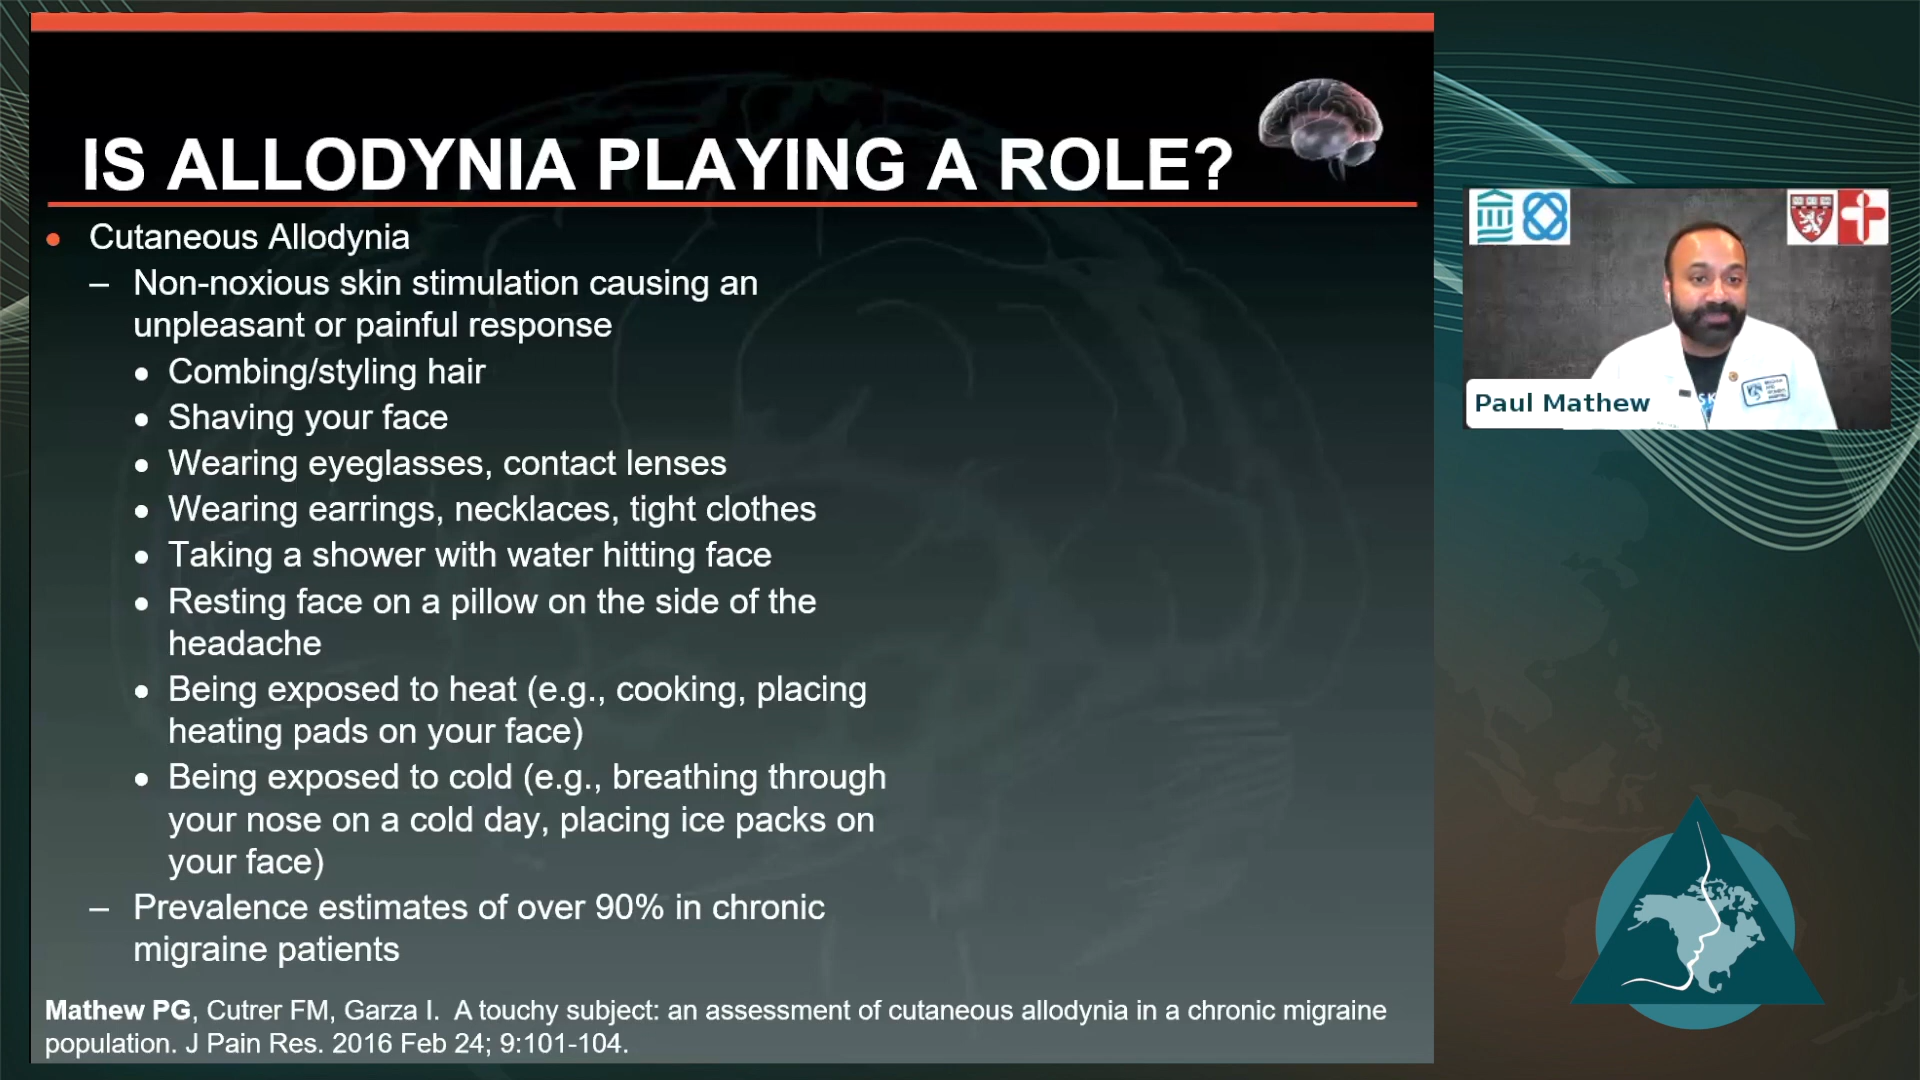 IS ALLODYNIA PLAYING A ROLE?
• Cutaneous Allodynia
– Non-noxious skin stimulation causing an
unpleasant or painful response
• Combing/styling hair
• Shaving your face
• Wearing eyeglasses, contact lenses
• Wearing earrings, necklaces, tight clothes
• Taking a shower with water hitting face
• Resting face on a pillow on the side of the
headache
• Being exposed to heat (e.g., cooking, placing
heating pads on your face)
• Being exposed to cold (e.g., breathing through
your nose on a cold day, placing ice packs on
your face)
– Prevalence estimates of over 90% in chronic
migraine patients
Mathew PG, Cutrer FM, Garza I.  A touchy subject: an assessment of cutaneous allodynia in a chronic migraine
population. J Pain Res. 2016 Feb 24; 9:101-104.
Paul Mathew